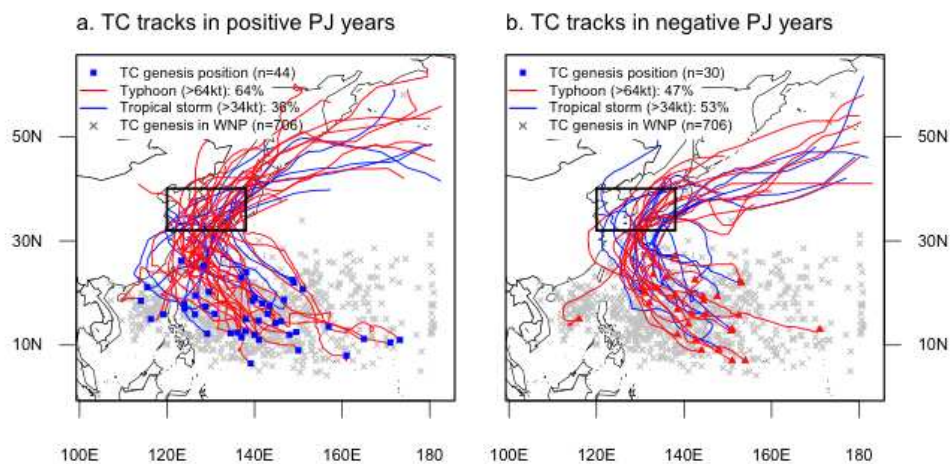 a. TC tracks in positive PJ years
TC genesis position (n=44)
Typhoon (>64kt): 64%
Tropical storm (>34kt): 36%
TC genesis in WNP (n=706)
50N
30N
10N
100E 120E 140E 160E 180
b. TC tracks in negative PJ years
TC genesis position (n=30)
Typhoon (>64kt): 47%
Tropical storm (>34kt): 53%
TC genesis in WNP (n=706)
50N
30N
10N
100E 120E 140E 160E 180